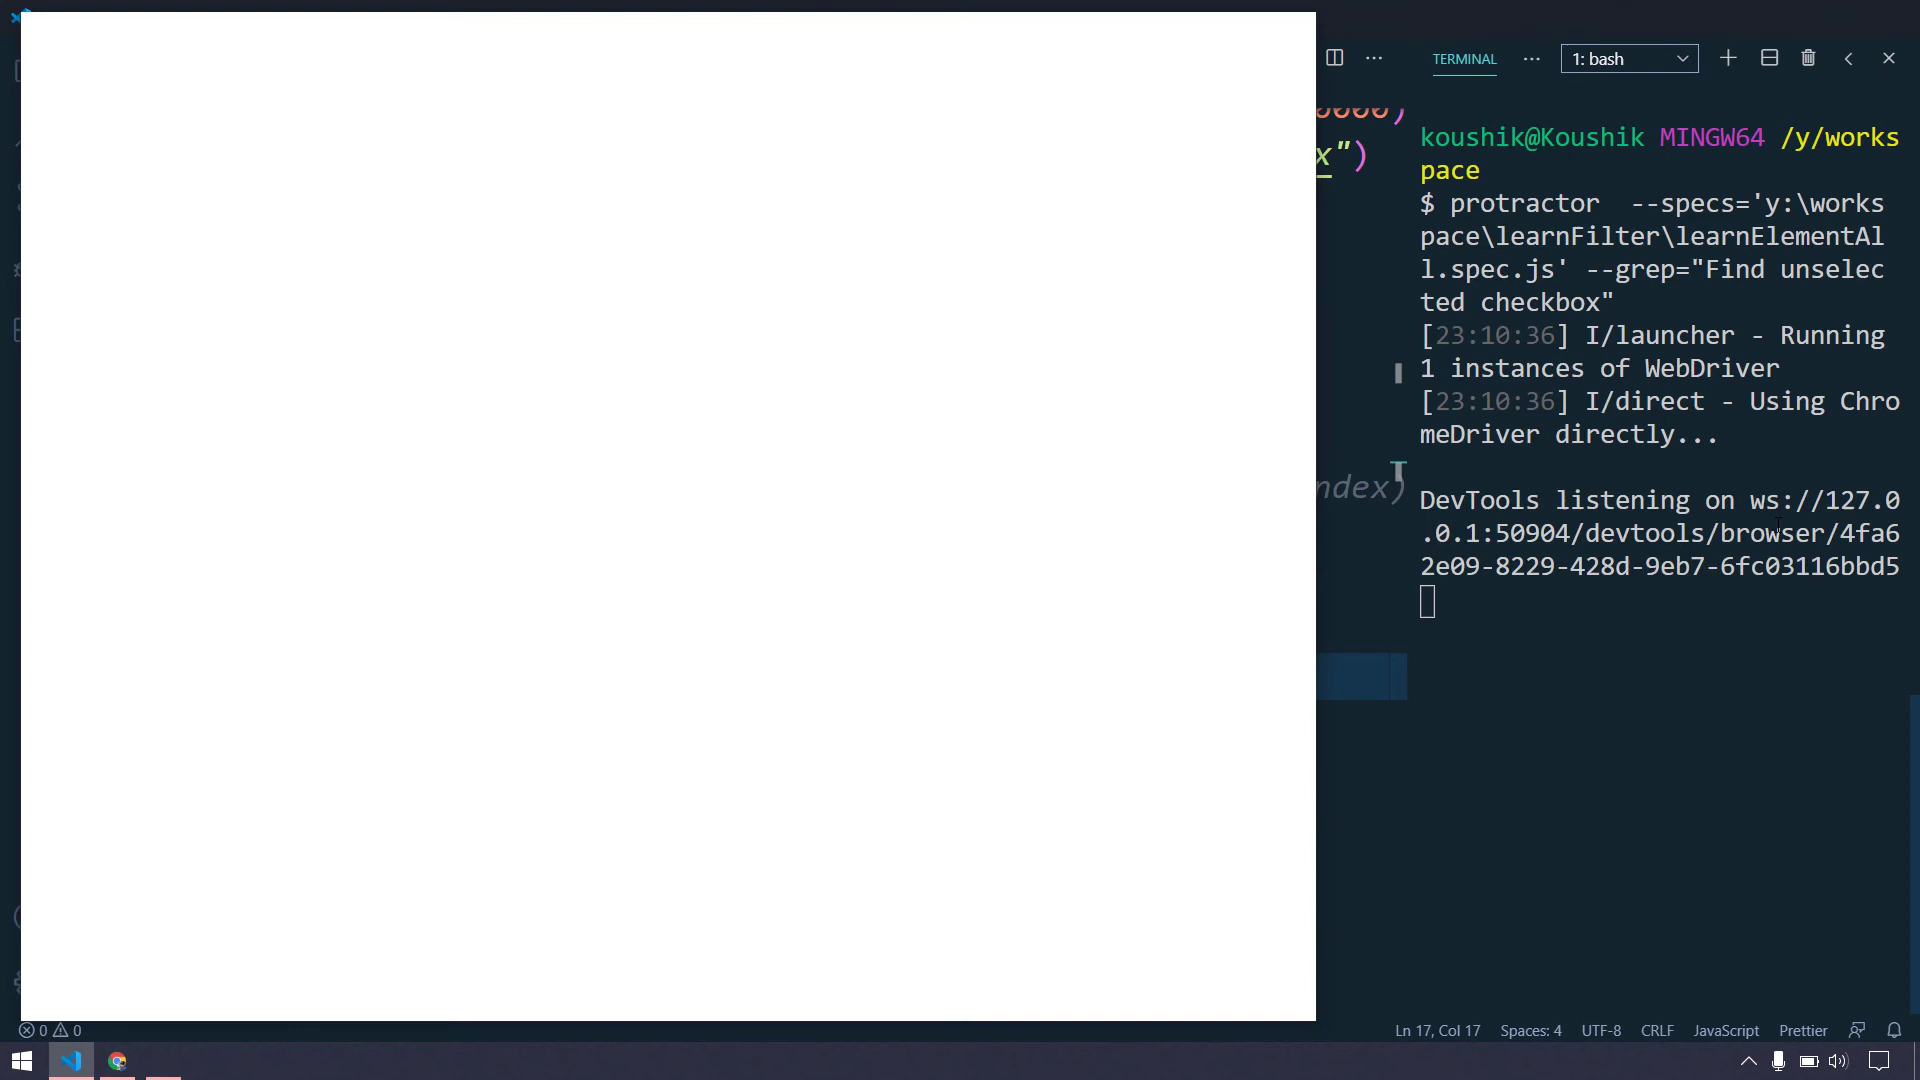 TERMINAL
1: bash
0000)
x")
ndex)
koushik@Koushik MINGW64 /y/works
pace
$ protractor  --specs='y:\works
pace\learnFilter\learnElementAl
l.spec.js' --grep="Find unselec
ted checkbox"
[23:10:36] I/launcher - Running
1 instances of WebDriver
[23:10:36] I/direct - Using Chro
meDriver directly...
DevTools listening on ws://127.0
.0.1:50904/devtools/browser/4fa6
2e09-8229-428d-9eb7-6fc03116bbd5
0 0
Ln 17, Col 17 Spaces: 4 UTF-8 CRLF JavaScript Prettier